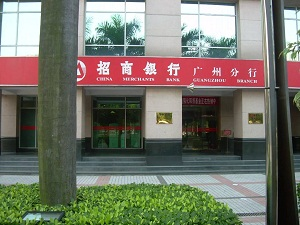 招商银行 广州分行
CHINA MERCHANTS BANK GUANGZHOU BRANCH